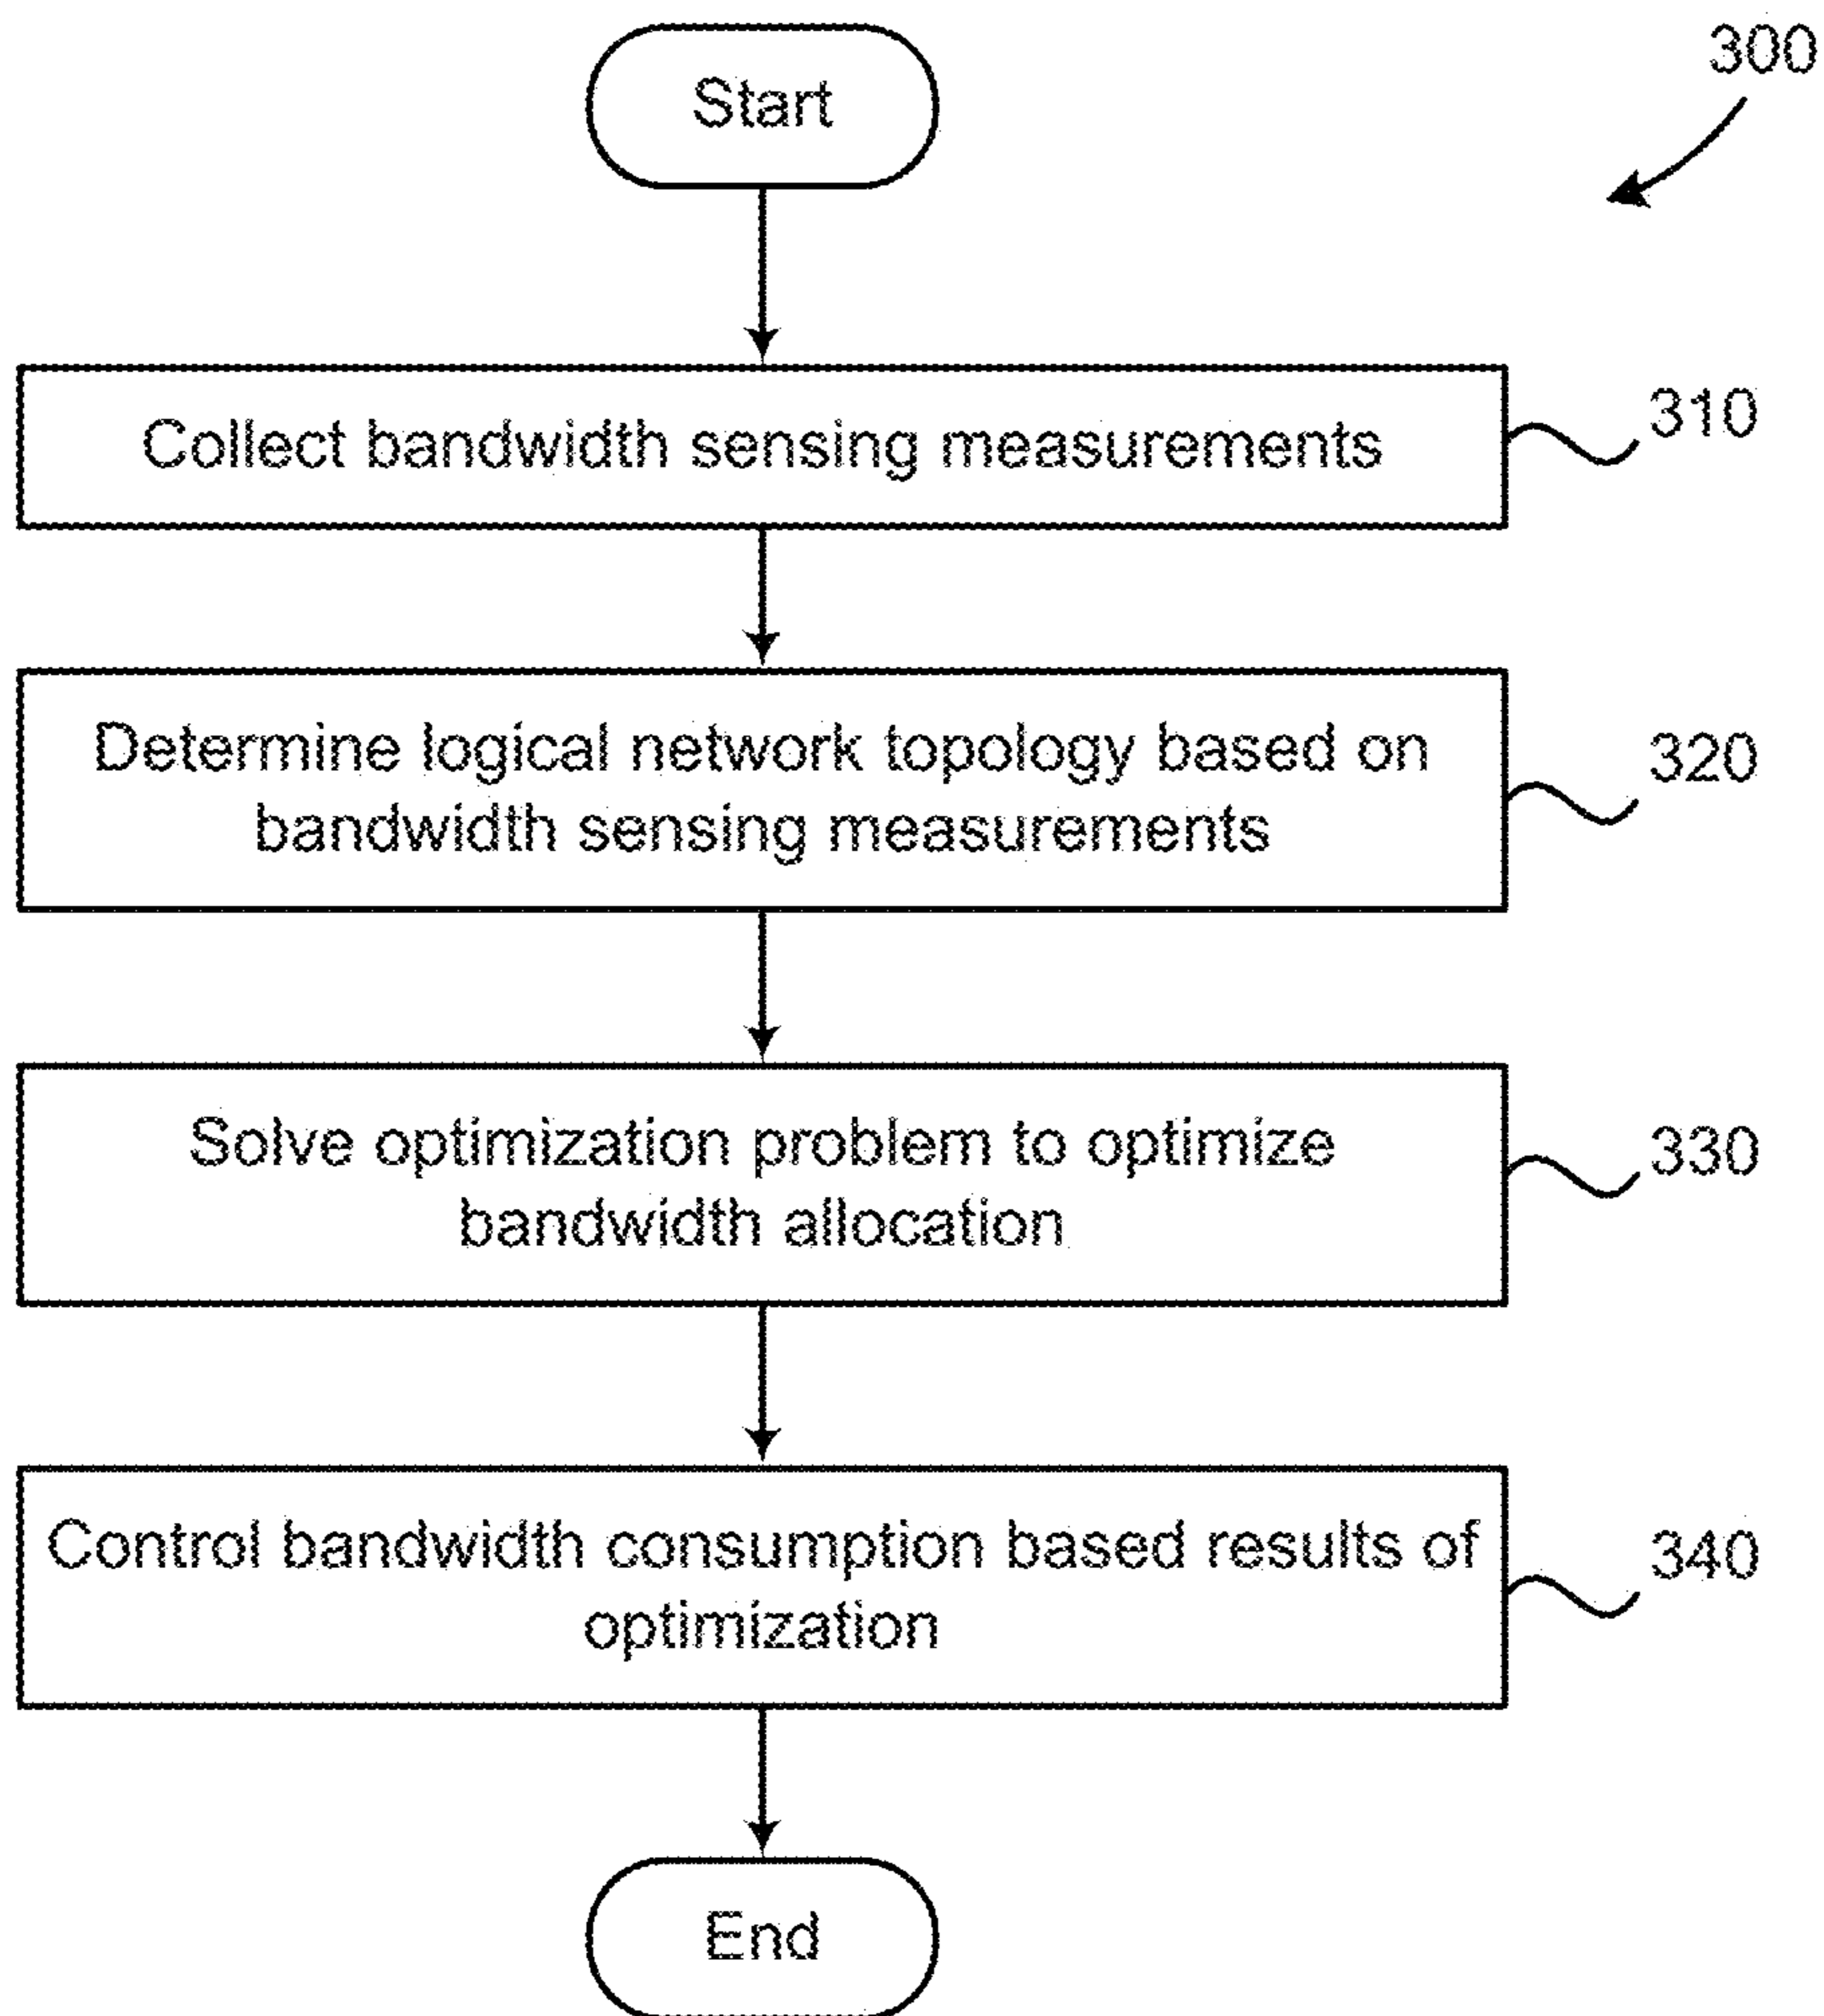 300
Start
Collect bandwidth sensing measurements
310
Determine logical network topology based on
bandwidth sensing measurements
320
Solve optimization problem to optimize
bandwidth allocation
330
Control bandwidth consumption based results of
optimization
340
End